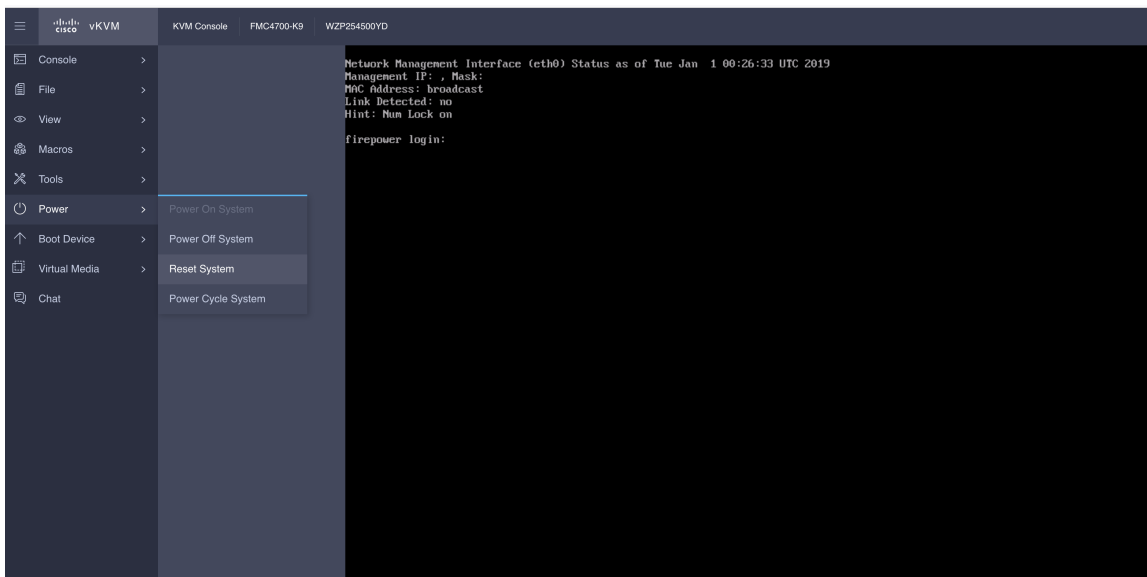 cisco vKVM KVM Console FMC4700-K9 WZP254500YD
Console
File
View
Macros
Tools
Power
Boot Device
Virtual Media
Chat
Power On System
Power Off System
Reset System
Power Cycle System
Network Management Interface (eth0) Status as of Tue Jan  1 00:26:33 UTC 2019
Management IP: , Mask:
MAC Address: broadcast
Link Detected: no
Hint: Num Lock on
firepower login: